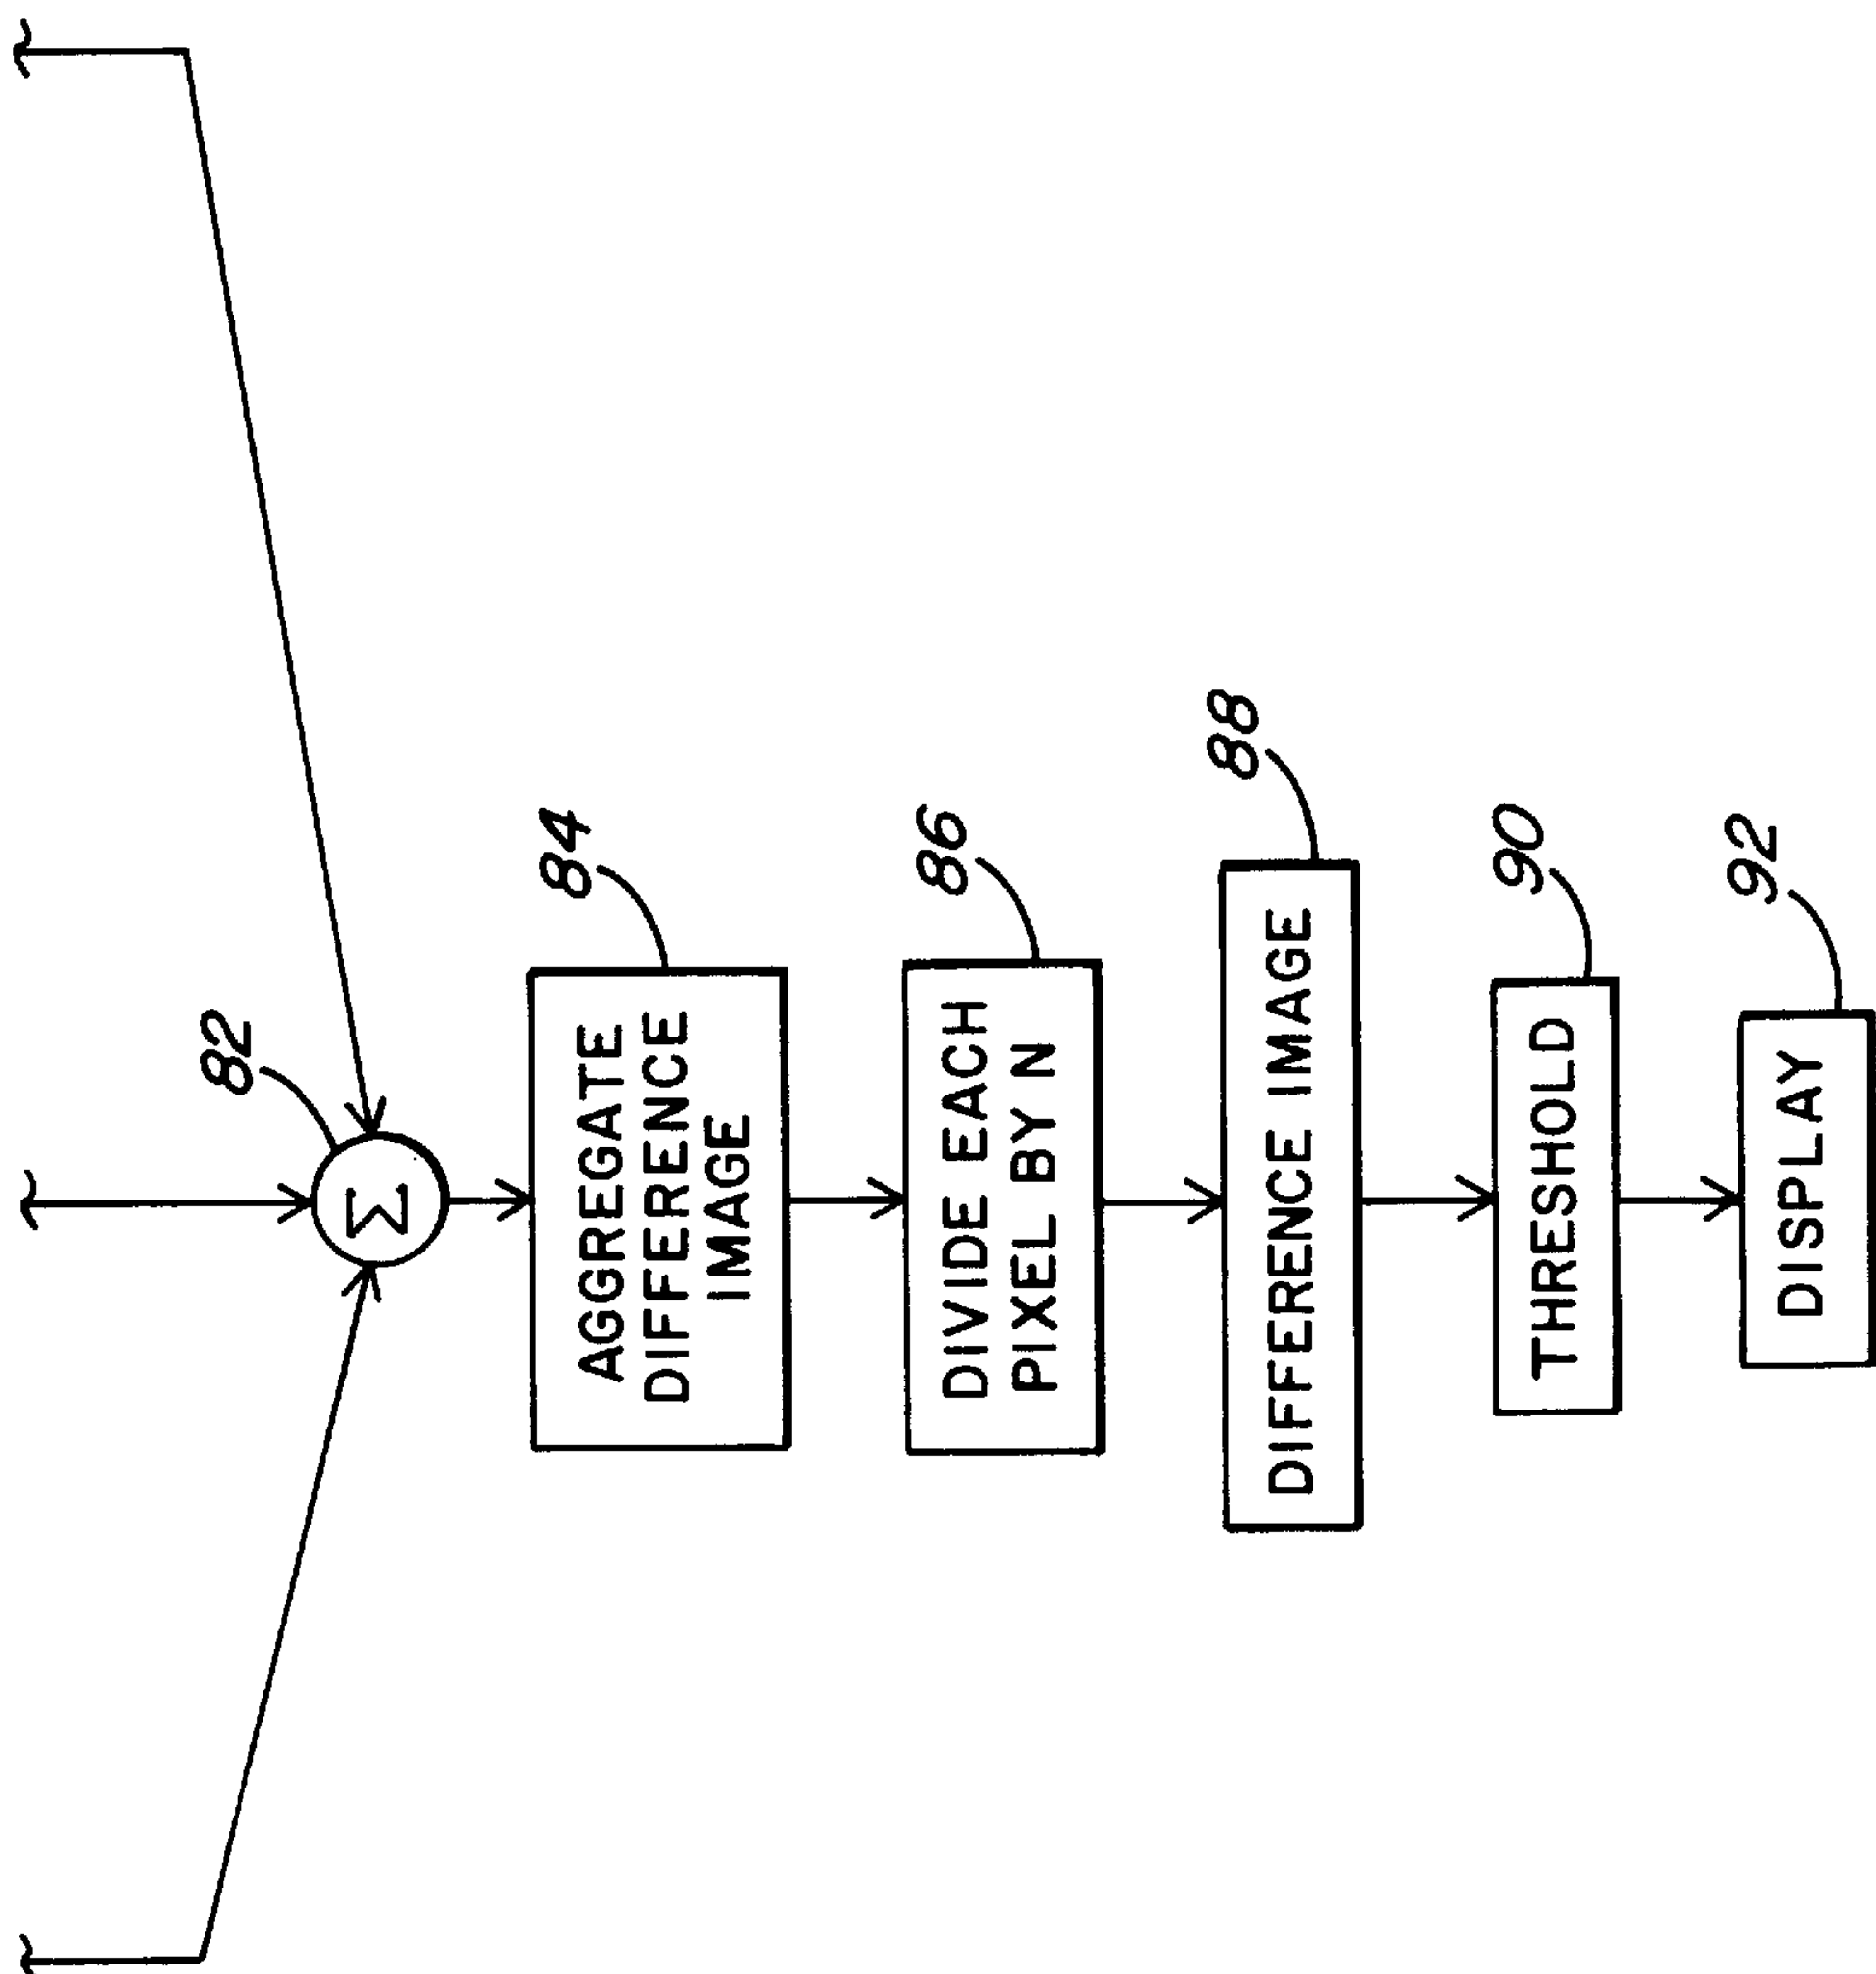 82
Σ
84
AGGREGATE
DIFFERENCE
IMAGE
86
DIVIDE EACH
PIXEL BY N
88
DIFFERENCE IMAGE
90
THRESHOLD
92
DISPLAY